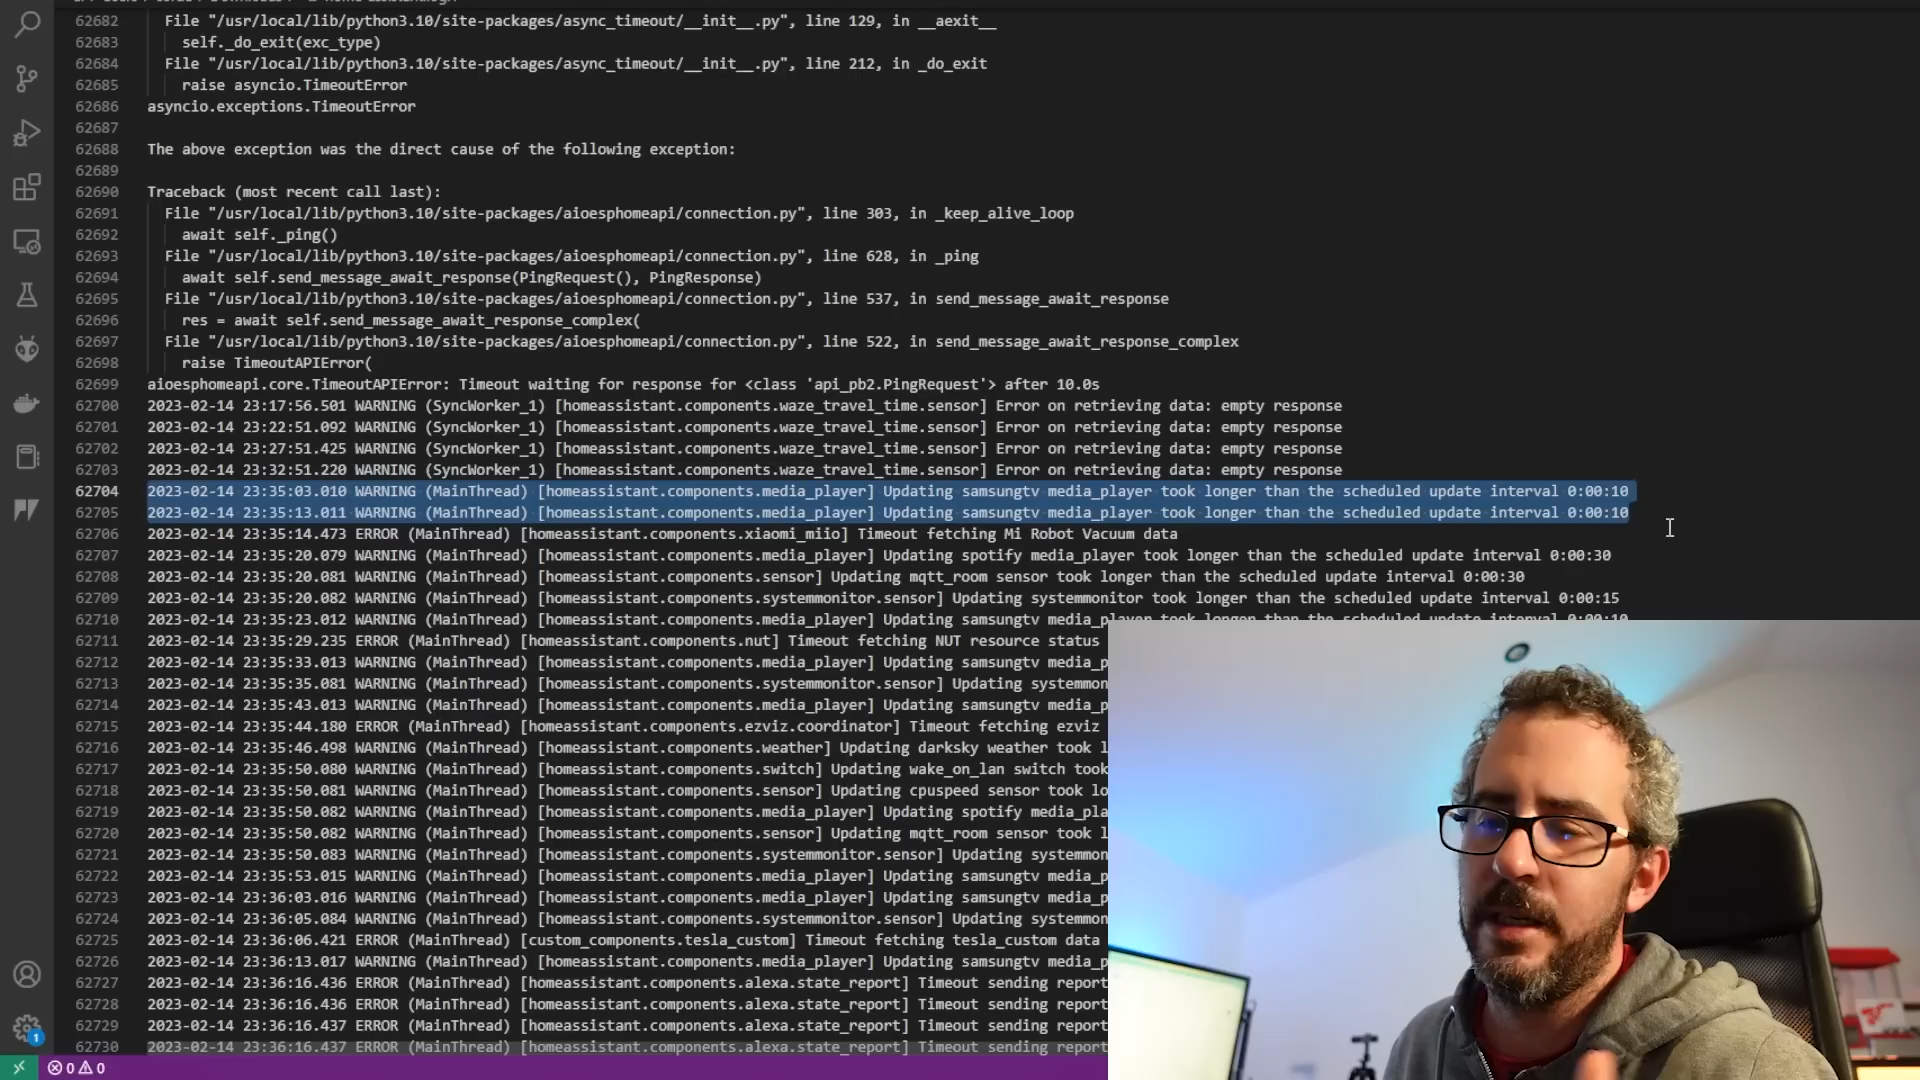 62682 File "/usr/local/lib/python3.10/site-packages/async_timeout/__init__.py", line 129, in __aexit__
62683 self._do_exit(exc_type)
62684 File "/usr/local/lib/python3.10/site-packages/async_timeout/__init__.py", line 212, in _do_exit
62685 raise asyncio.TimeoutError
62686 asyncio.exceptions.TimeoutError
62687
62688 The above exception was the direct cause of the following exception:
62689
62690 Traceback (most recent call last):
62691 File "/usr/local/lib/python3.10/site-packages/aioesphomeapi/connection.py", line 303, in _keep_alive_loop
62692 await self._ping()
62693 File "/usr/local/lib/python3.10/site-packages/aioesphomeapi/connection.py", line 628, in _ping
62694 await self.send_message_await_response(PingRequest(), PingResponse)
62695 File "/usr/local/lib/python3.10/site-packages/aioesphomeapi/connection.py", line 537, in send_message_await_response
62696 res = await self.send_message_await_response_complex(
62697 File "/usr/local/lib/python3.10/site-packages/aioesphomeapi/connection.py", line 522, in send_message_await_response_complex
62698 raise TimeoutAPIError(
62699 aioesphomeapi.core.TimeoutAPIError: Timeout waiting for response for <class 'api_pb2.PingRequest'> after 10.0s
62700 2023-02-14 23:17:56.501 WARNING (SyncWorker_1) [homeassistant.components.waze_travel_time.sensor] Error on retrieving data: empty response
62701 2023-02-14 23:22:51.092 WARNING (SyncWorker_1) [homeassistant.components.waze_travel_time.sensor] Error on retrieving data: empty response
62702 2023-02-14 23:27:51.425 WARNING (SyncWorker_1) [homeassistant.components.waze_travel_time.sensor] Error on retrieving data: empty response
62703 2023-02-14 23:32:51.220 WARNING (SyncWorker_1) [homeassistant.components.waze_travel_time.sensor] Error on retrieving data: empty response
62704 2023-02-14 23:35:03.010 WARNING (MainThread) [homeassistant.components.media_player] Updating samsungtv media_player took longer than the scheduled update interval 0:00:10
62705 2023-02-14 23:35:13.011 WARNING (MainThread) [homeassistant.components.media_player] Updating samsungtv media_player took longer than the scheduled update interval 0:00:10
62706 2023-02-14 23:35:14.473 ERROR (MainThread) [homeassistant.components.xiaomi_miio] Timeout fetching Mi Robot Vacuum data
62707 2023-02-14 23:35:20.079 WARNING (MainThread) [homeassistant.components.media_player] Updating spotify media_player took longer than the scheduled update interval 0:00:30
62708 2023-02-14 23:35:20.081 WARNING (MainThread) [homeassistant.components.sensor] Updating mqtt_room sensor took longer than the scheduled update interval 0:00:30
62709 2023-02-14 23:35:20.082 WARNING (MainThread) [homeassistant.components.systemmonitor.sensor] Updating systemmonitor took longer than the scheduled update interval 0:00:15
62710 2023-02-14 23:35:23.012 WARNING (MainThread) [homeassistant.components.media_player] Updating samsungtv media_player took longer than the scheduled update interval 0:00:10
62711 2023-02-14 23:35:29.235 ERROR (MainThread) [homeassistant.components.nut] Timeout fetching NUT resource status
62712 2023-02-14 23:35:33.013 WARNING (MainThread) [homeassistant.components.media_player] Updating samsungtv media_p
62713 2023-02-14 23:35:35.081 WARNING (MainThread) [homeassistant.components.systemmonitor.sensor] Updating systemmon
62714 2023-02-14 23:35:43.013 WARNING (MainThread) [homeassistant.components.media_player] Updating samsungtv media_p
62715 2023-02-14 23:35:44.180 ERROR (MainThread) [homeassistant.components.ezviz.coordinator] Timeout fetching ezviz
62716 2023-02-14 23:35:46.498 WARNING (MainThread) [homeassistant.components.weather] Updating darksky weather took l
62717 2023-02-14 23:35:50.080 WARNING (MainThread) [homeassistant.components.switch] Updating wake_on_lan switch took
62718 2023-02-14 23:35:50.081 WARNING (MainThread) [homeassistant.components.sensor] Updating cpuspeed sensor took lo
62719 2023-02-14 23:35:50.082 WARNING (MainThread) [homeassistant.components.media_player] Updating spotify media_pla
62720 2023-02-14 23:35:50.082 WARNING (MainThread) [homeassistant.components.sensor] Updating mqtt_room sensor took l
62721 2023-02-14 23:35:50.083 WARNING (MainThread) [homeassistant.components.systemmonitor.sensor] Updating systemmon
62722 2023-02-14 23:35:53.015 WARNING (MainThread) [homeassistant.components.media_player] Updating samsungtv media_p
62723 2023-02-14 23:36:03.016 WARNING (MainThread) [homeassistant.components.media_player] Updating samsungtv media_p
62724 2023-02-14 23:36:05.084 WARNING (MainThread) [homeassistant.components.systemmonitor.sensor] Updating systemmon
62725 2023-02-14 23:36:06.421 ERROR (MainThread) [custom_components.tesla_custom] Timeout fetching tesla_custom data
62726 2023-02-14 23:36:13.017 WARNING (MainThread) [homeassistant.components.media_player] Updating samsungtv media_p
62727 2023-02-14 23:36:16.436 ERROR (MainThread) [homeassistant.components.alexa.state_report] Timeout sending report
62728 2023-02-14 23:36:16.436 ERROR (MainThread) [homeassistant.components.alexa.state_report] Timeout sending report
62729 2023-02-14 23:36:16.437 ERROR (MainThread) [homeassistant.components.alexa.state_report] Timeout sending report
62730 2023-02-14 23:36:16.437 ERROR (MainThread) [homeassistant.components.alexa.state_report] Timeout sending report
1
0 0